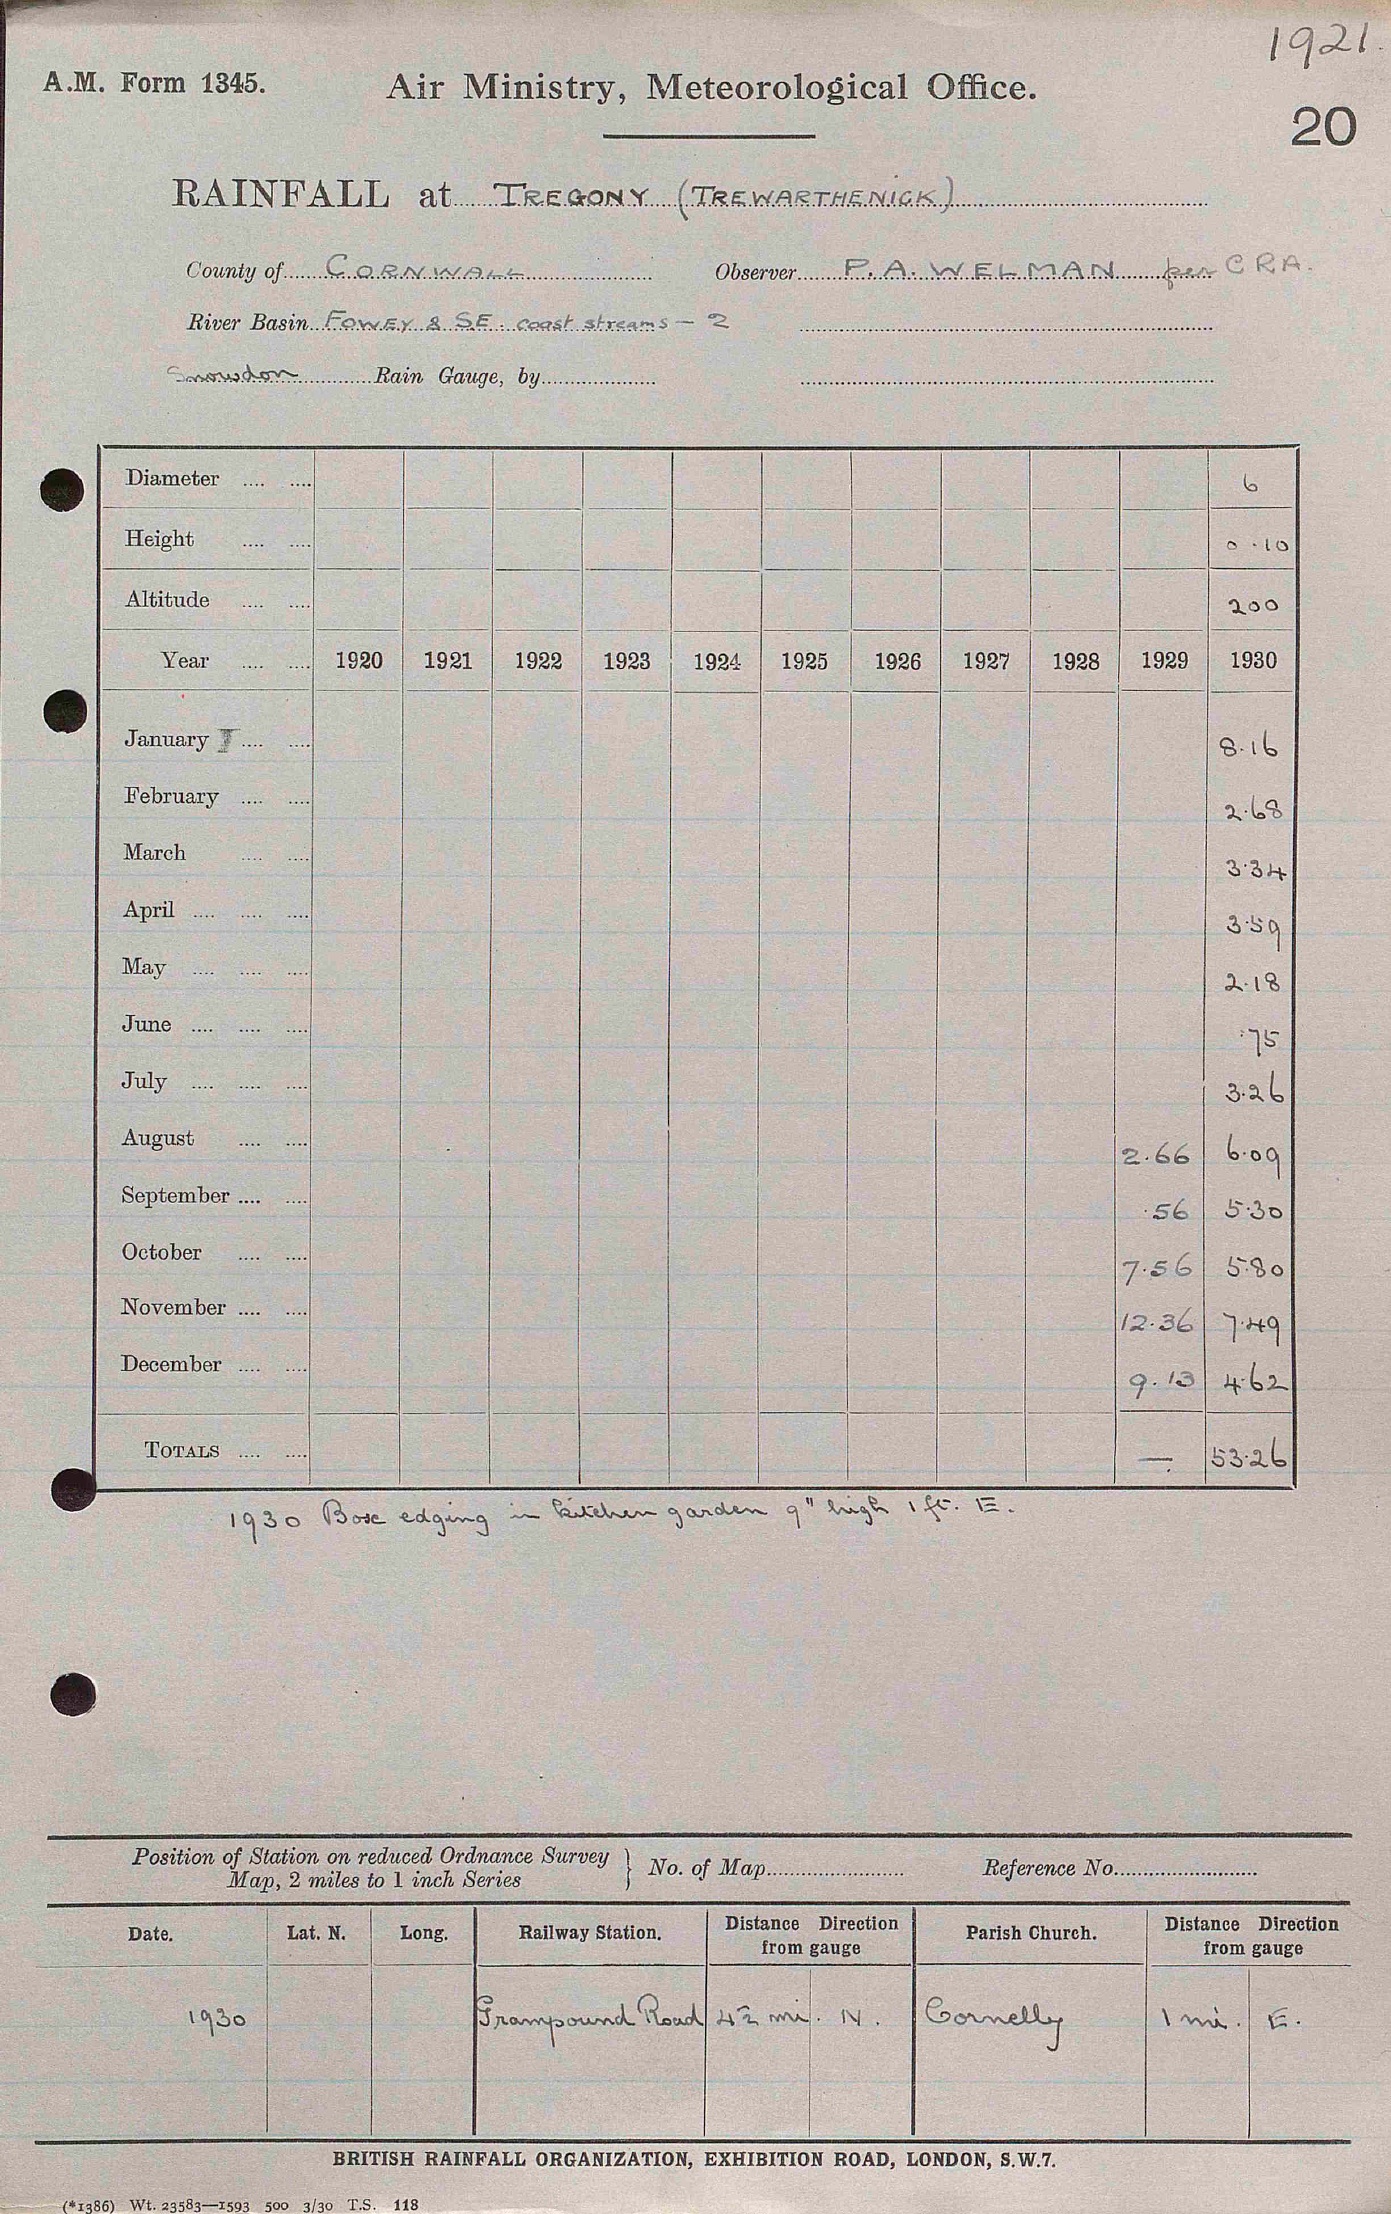 1921.
A.M. Form 1345. Air Ministry, Meteorological Office.
20
RAINFALL at TREGONY (TREWARTHENICK)
County of CORNWALL Observer P. A. WELMAN per C R A.
River Basin FOWEY & SE. coast streams - 2
Snowdon Rain Gauge, by
Diameter .... .... 6
Height .... .... 0.10
Altitude .... .... 200
Year .... .... 1920 1921 1922 1923 1924 1925 1926 1927 1928 1929 1930
January .... .... 8.16
February .... .... 2.68
March .... .... 3.34
April .... .... .... 3.59
May .... .... .... 2.18
June .... .... .... .75
July .... .... .... 3.26
August .... .... 2.66 6.09
September .... .... .56 5.30
October .... .... 7.56 5.80
November .... .... 12.36 7.49
December .... .... 9.13 4.62
TOTALS .... .... — 53.26
1930 Box edging in kitchen garden 9" high 1 ft. E.
Position of Station on reduced Ordnance Survey } No. of Map Reference No.
Map, 2 miles to 1 inch Series
Date. Lat. N. Long. Railway Station. Distance Direction from gauge Parish Church. Distance Direction from gauge
1930 Grampound Road 4½ mi. N. Cornelly 1 mi. E.
BRITISH RAINFALL ORGANIZATION, EXHIBITION ROAD, LONDON, S.W.7.
(*1386) Wt. 23583—1593 500 3/30 T.S. 118